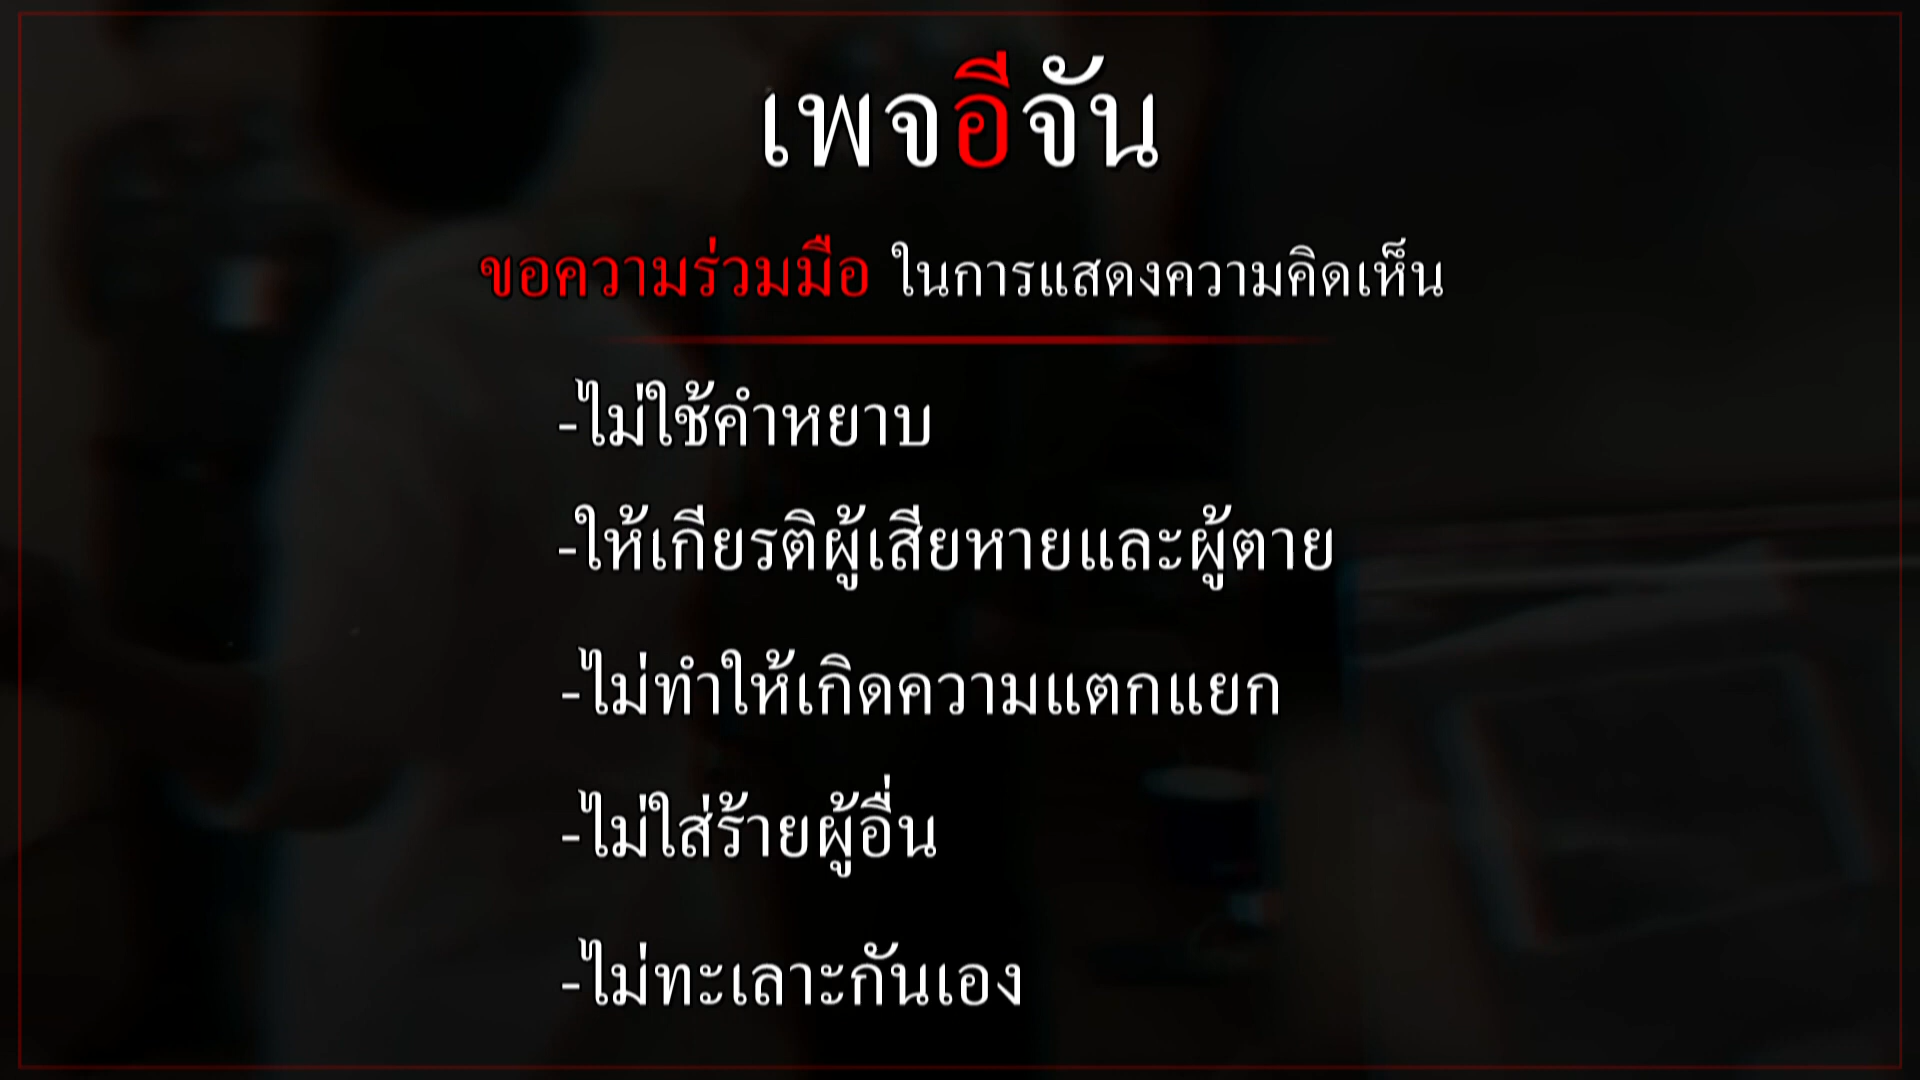 เพจอีจัน
ขอความร่วมมือ ในการแสดงความคิดเห็น
-ไม่ใช้คำหยาบ
-ให้เกียรติผู้เสียหายและผู้ตาย
-ไม่ทำให้เกิดความแตกแยก
-ไม่ใส่ร้ายผู้อื่น
-ไม่ทะเลาะกันเอง